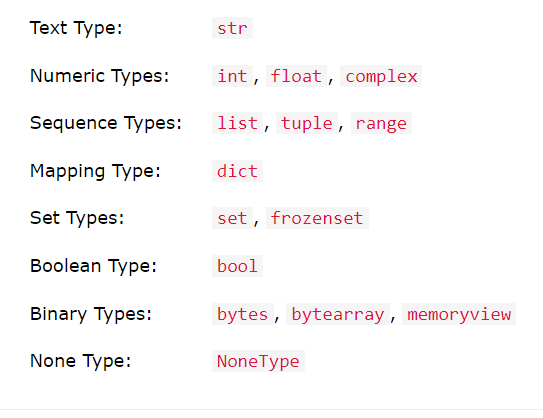 Text Type: str
Numeric Types: int, float, complex
Sequence Types: list, tuple, range
Mapping Type: dict
Set Types: set, frozenset
Boolean Type: bool
Binary Types: bytes, bytearray, memoryview
None Type: NoneType